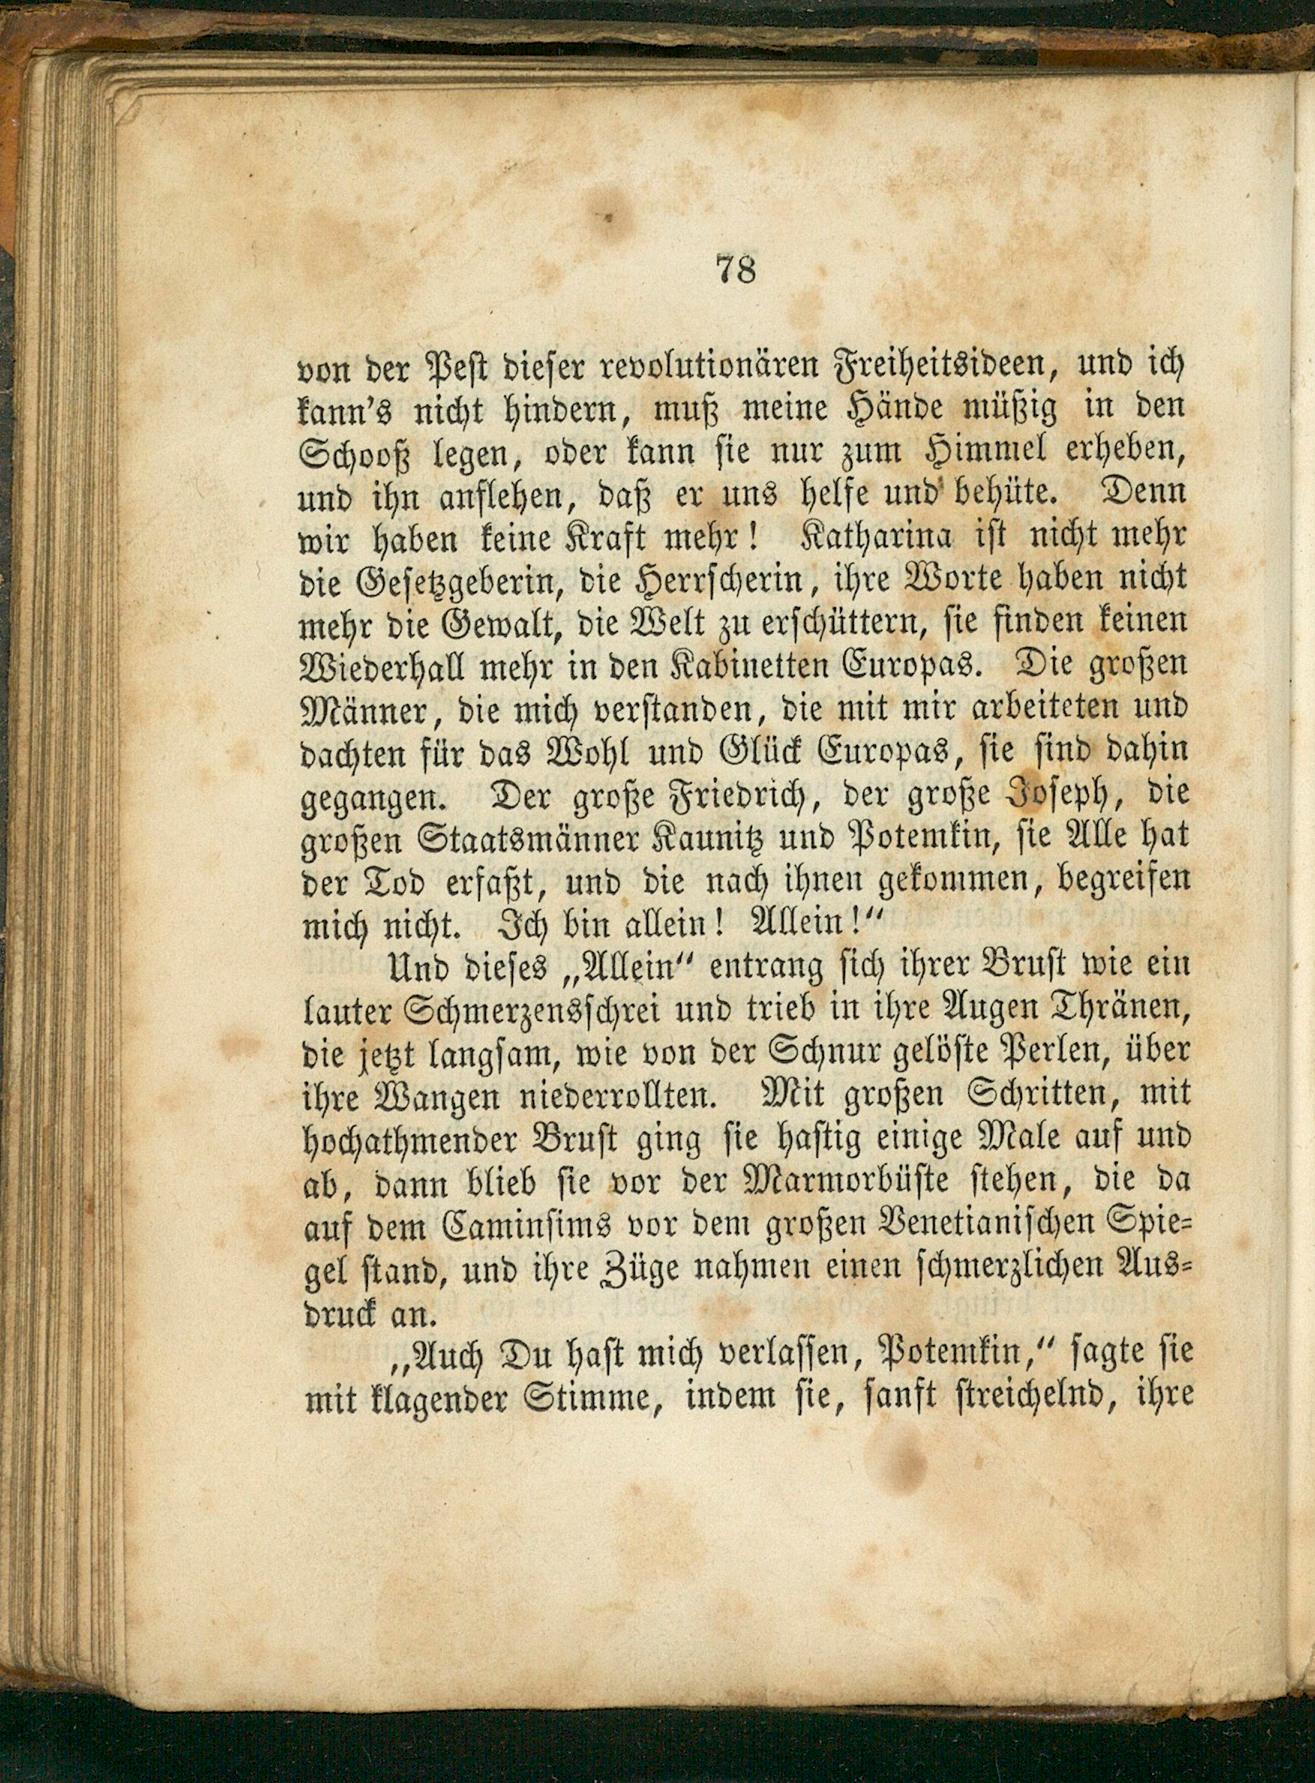 78
von der Pest dieser revolutionären Freiheitsideen, und ich
kann's nicht hindern, muß meine Hände müßig in den
Schooß legen, oder kann sie nur zum Himmel erheben,
und ihn anflehen, daß er uns helfe und behüte. Denn
wir haben keine Kraft mehr! Katharina ist nicht mehr
die Gesetzgeberin, die Herrscherin, ihre Worte haben nicht
mehr die Gewalt, die Welt zu erschüttern, sie finden keinen
Wiederhall mehr in den Kabinetten Europas. Die großen
Männer, die mich verstanden, die mit mir arbeiteten und
dachten für das Wohl und Glück Europas, sie sind dahin
gegangen. Der große Friedrich, der große Joseph, die
großen Staatsmänner Kaunitz und Potemkin, sie Alle hat
der Tod erfaßt, und die nach ihnen gekommen, begreifen
mich nicht. Ich bin allein! Allein!“
Und dieses „Allein“ entrang sich ihrer Brust wie ein
lauter Schmerzensschrei und trieb in ihre Augen Thränen,
die jetzt langsam, wie von der Schnur gelöste Perlen, über
ihre Wangen niederrollten. Mit großen Schritten, mit
hochathmender Brust ging sie hastig einige Male auf und
ab, dann blieb sie vor der Marmorbüste stehen, die da
auf dem Caminsims vor dem großen Venetianischen Spie-
gel stand, und ihre Züge nahmen einen schmerzlichen Aus-
druck an.
„Auch Du hast mich verlassen, Potemkin,“ sagte sie
mit klagender Stimme, indem sie, sanft streichelnd, ihre